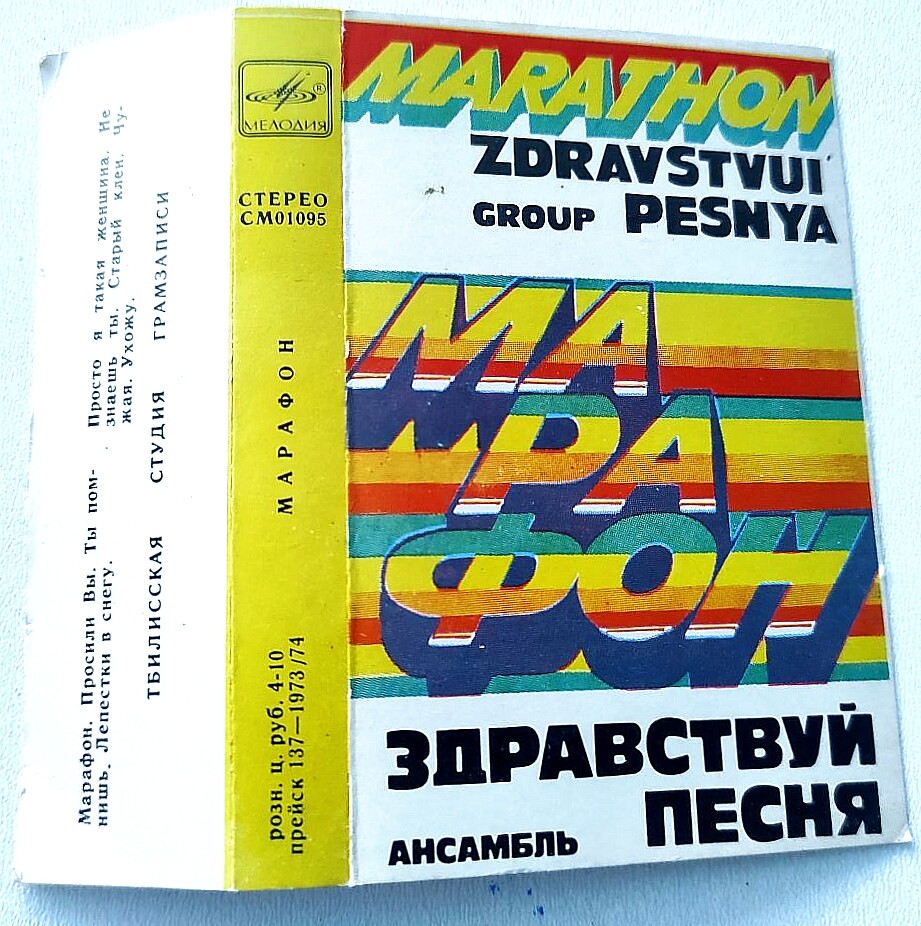 MARATHON
ZDRAVSTVUI
GROUP PESNYA
МА
РА
ФОН
ЗДРАВСТВУЙ
ПЕСНЯ
АНСАМБЛЬ
®
МЕЛОДИЯ
СТЕРЕО
СМ01095
МАРАФОН
розн. ц. руб. 4-10
прейск 137—1973/74
Марафон. Просили Вы. Ты пом-
нишь. Лепестки в снегу.
Просто я такая женщина. Не
знаешь ты. Старый клен. Чу-
жая. Ухожу.
ТБИЛИССКАЯ СТУДИЯ ГРАМЗАПИСИ